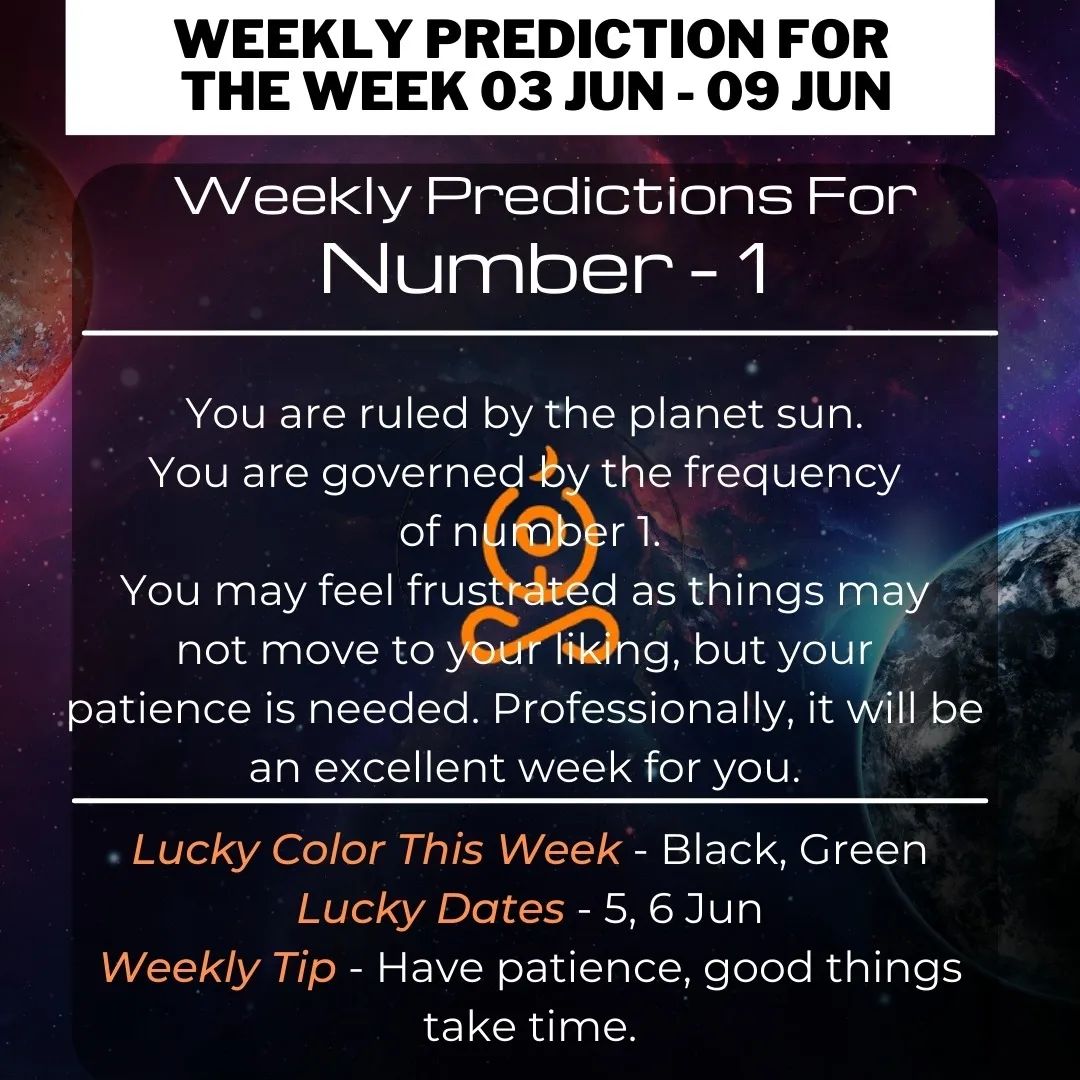 WEEKLY PREDICTION FOR
THE WEEK 03 JUN - 09 JUN
Weekly Predictions For
Number - 1
You are ruled by the planet sun.
You are governed by the frequency
of number 1.
You may feel frustrated as things may
not move to your liking, but your
patience is needed. Professionally, it will be
an excellent week for you.
Lucky Color This Week - Black, Green
Lucky Dates - 5, 6 Jun
Weekly Tip - Have patience, good things
take time.